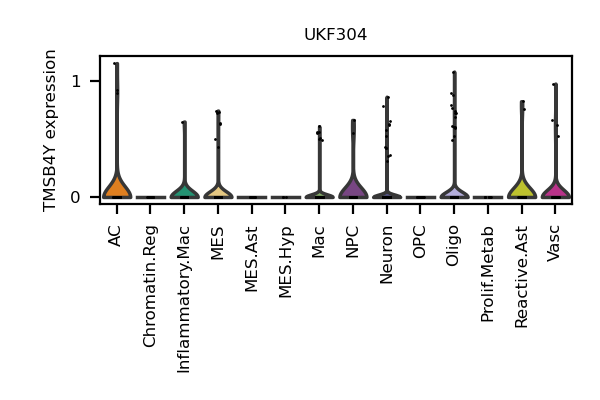 UKF304
TMSB4Y expression
1
0
AC
Chromatin.Reg
Inflammatory.Mac
MES
MES.Ast
MES.Hyp
Mac
NPC
Neuron
OPC
Oligo
Prolif.Metab
Reactive.Ast
Vasc